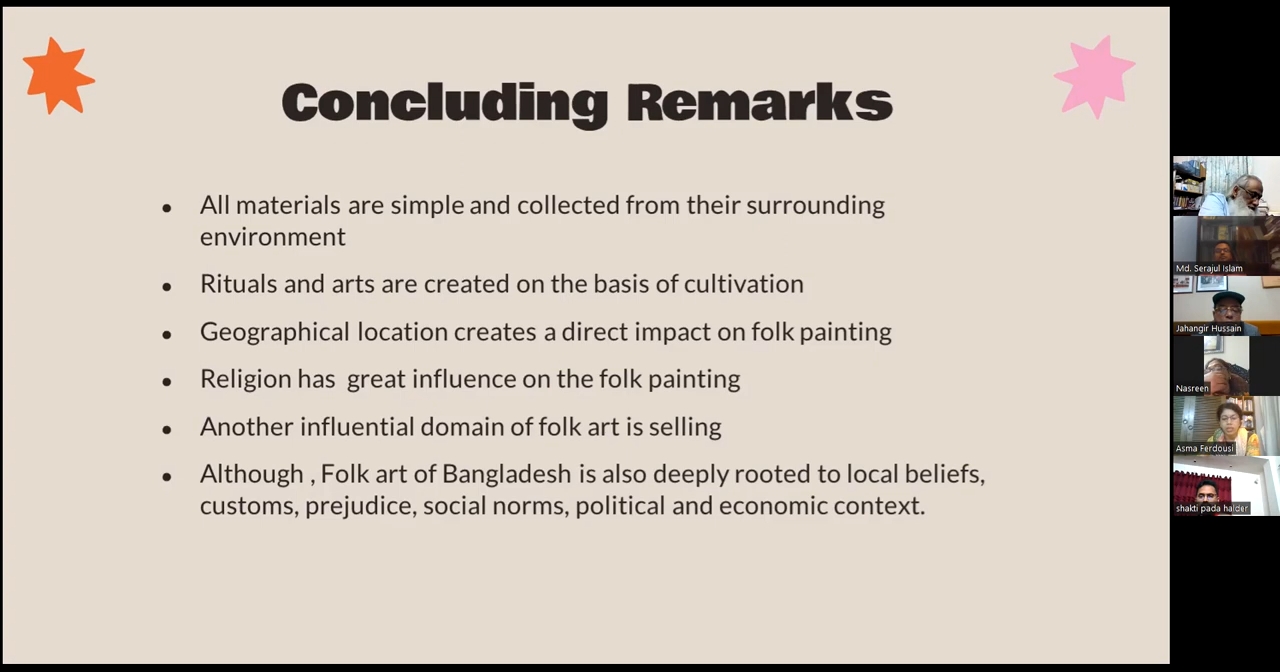 Concluding Remarks
• All materials are simple and collected from their surrounding
environment
• Rituals and arts are created on the basis of cultivation
• Geographical location creates a direct impact on folk painting
• Religion has  great influence on the folk painting
• Another influential domain of folk art is selling
• Although , Folk art of Bangladesh is also deeply rooted to local beliefs,
customs, prejudice, social norms, political and economic context.
Md. Serajul Islam
Jahangir Hussain
Nasreen
Asma Ferdousi
shakti pada halder